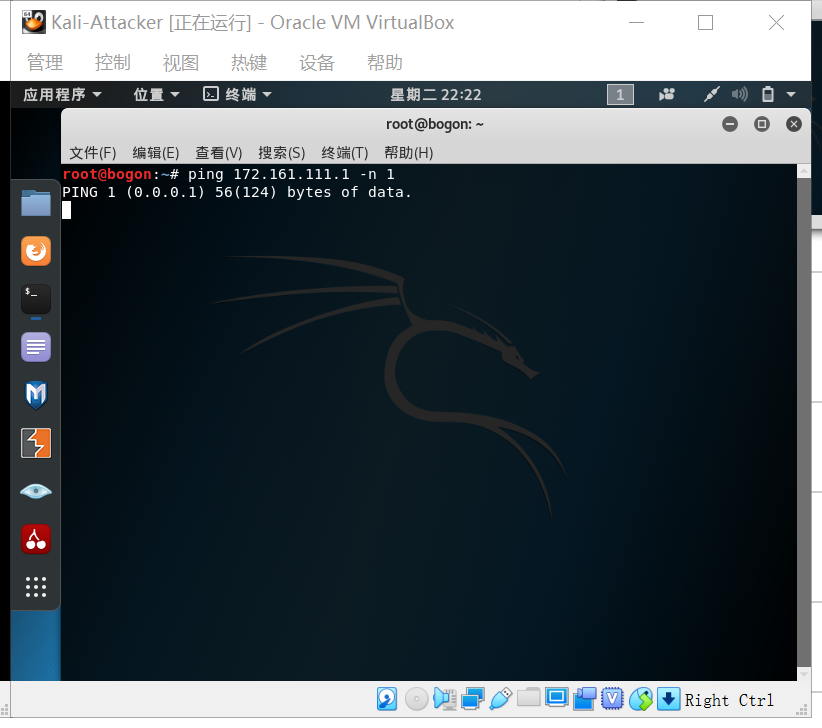 Kali-Attacker [正在运行] - Oracle VM VirtualBox
管理 控制 视图 热键 设备 帮助
应用程序 位置 终端 星期二 22:22 1
root@bogon: ~
文件(F) 编辑(E) 查看(V) 搜索(S) 终端(T) 帮助(H)
root@bogon:~# ping 172.161.111.1 -n 1
PING 1 (0.0.0.1) 56(124) bytes of data.
$_
Right Ctrl